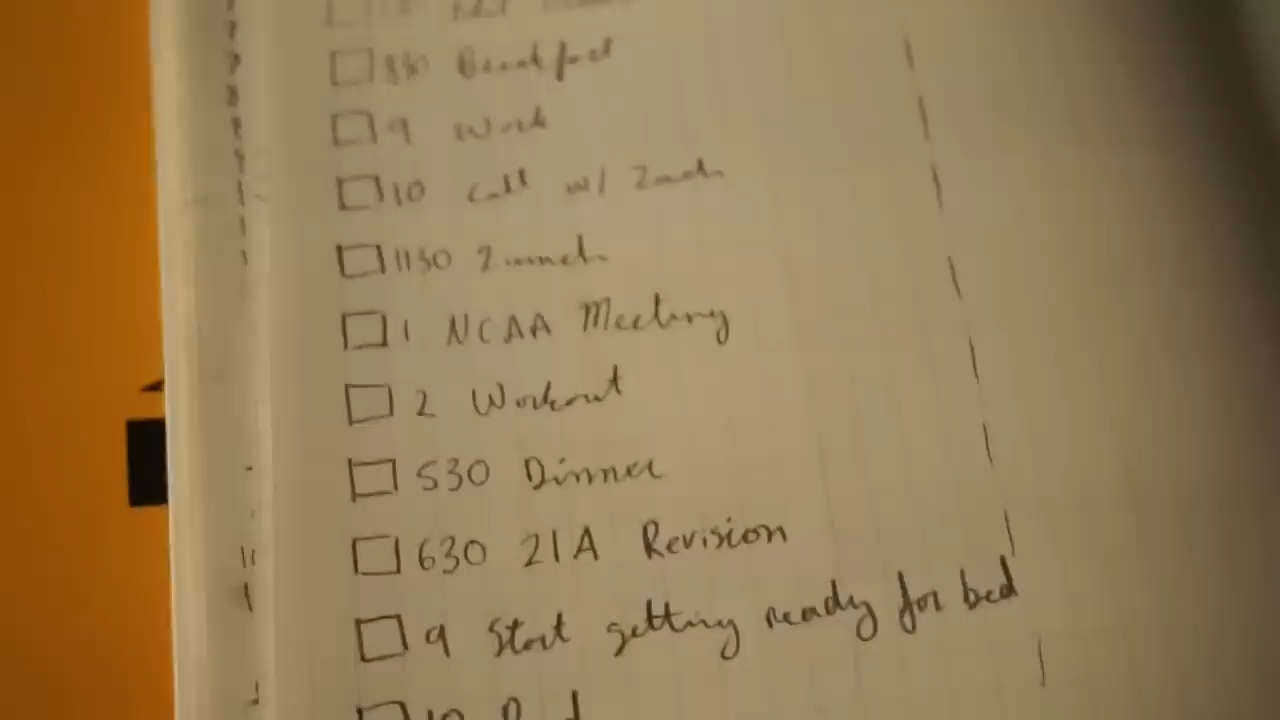 830 Breakfast
9 Work
10 Call w/ Zach
1130
1 NCAA Meeting
2 Workout
530 Dinner
630 21A Revision
9 Start getting ready for bed
10